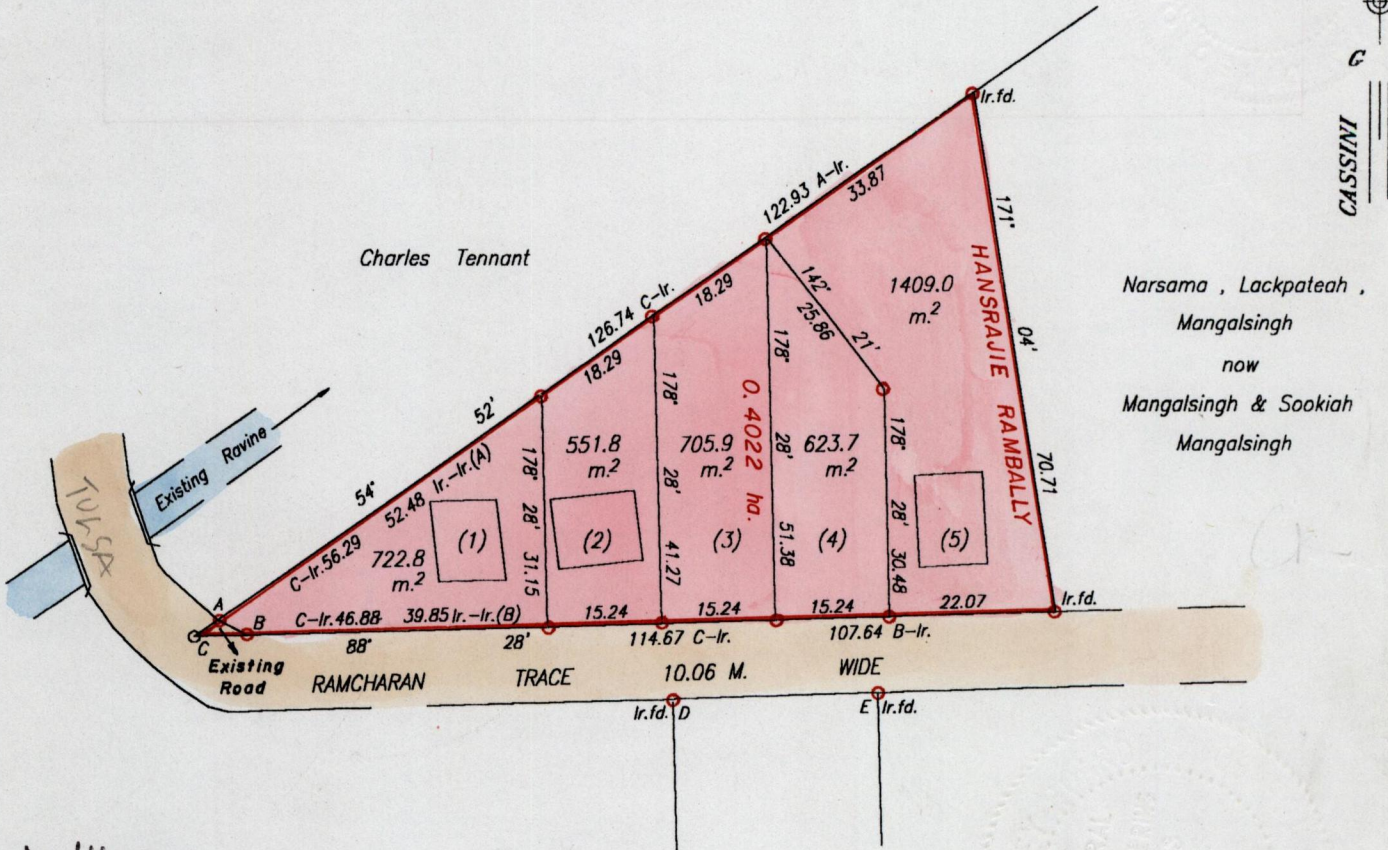 G
CASSINI
Ir.fd.
122.93 A-Ir.
33.87
171°
04'
70.71
HANSRAJIE RAMBALLY
Charles Tennant
Narsama , Lackpateah ,
Mangalsingh
now
Mangalsingh & Sookiah
Mangalsingh
126.74 C-Ir.
18.29
18.29
142°
25.86
21'
1409.0
m.²
52'
54°
52.48 Ir.-Ir.(A)
C-Ir.56.29
178°
28'
31.15
178°
28'
41.27
178°
28'
51.38
178°
28'
30.48
0.4022 ha.
551.8
m.²
705.9
m.²
623.7
m.²
722.8
m.²
(1)
(2)
(3)
(4)
(5)
Existing Ravine
A
B
C
C-Ir.46.88
39.85 Ir.-Ir.(B)
15.24
15.24
15.24
22.07
Ir.fd.
88°
28'
114.67 C-Ir.
107.64 B-Ir.
Existing
Road
RAMCHARAN TRACE 10.06 M. WIDE
Ir.fd. D
E Ir.fd.